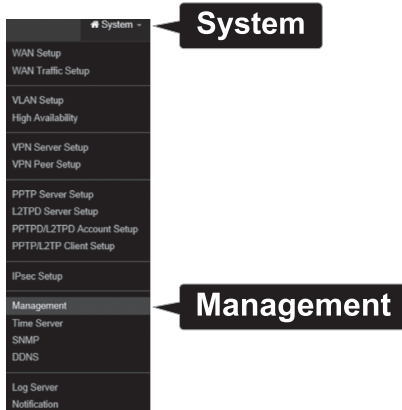 System
System
WAN Setup
WAN Traffic Setup
VLAN Setup
High Availability
VPN Server Setup
VPN Peer Setup
PPTP Server Setup
L2TPD Server Setup
PPTPD/L2TPD Account Setup
PPTP/L2TP Client Setup
IPsec Setup
Management
Management
Time Server
SNMP
DDNS
Log Server
Notification